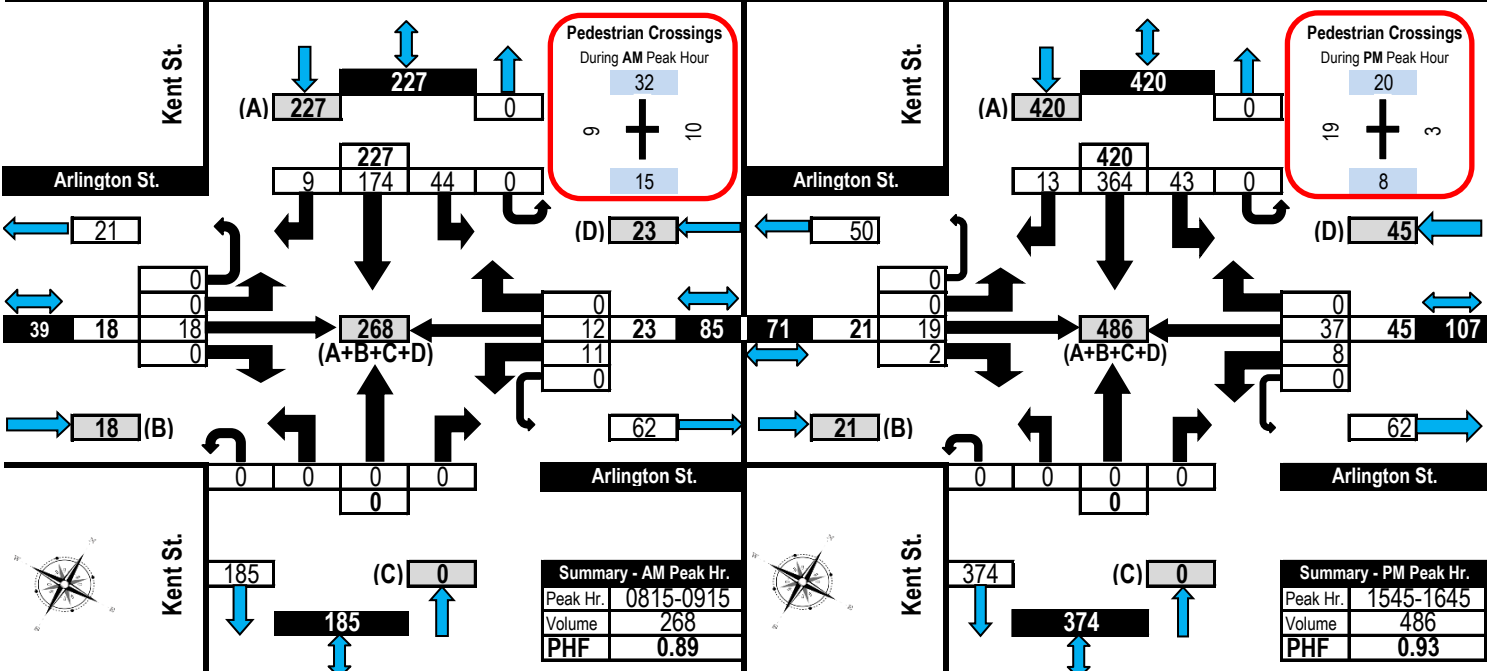 Kent St.
(A)
227
227
0
Pedestrian Crossings
During AM Peak Hour
32
9
10
15
227
9 174 44 0
Arlington St.
21
(D) 23
0
0
39 18 18
0
268
(A+B+C+D)
0
12 23 85
11
0
18 (B)
62
0 0 0 0
0
Arlington St.
Kent St.
185
(C) 0
185
Summary - AM Peak Hr.
Peak Hr. 0815-0915
Volume 268
PHF 0.89
Kent St.
(A)
420
420
0
Pedestrian Crossings
During PM Peak Hour
20
19
3
8
420
13 364 43 0
Arlington St.
50
(D) 45
0
0
71 21 19
2
486
(A+B+C+D)
0
37 45 107
8
0
21 (B)
62
0 0 0 0
0
Arlington St.
Kent St.
374
(C) 0
374
Summary - PM Peak Hr.
Peak Hr. 1545-1645
Volume 486
PHF 0.93